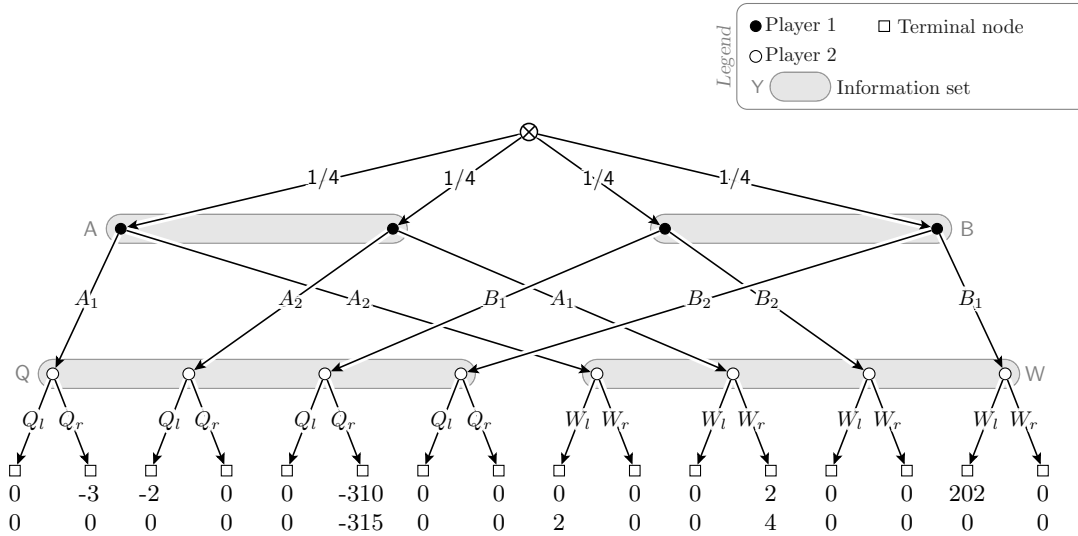 Legend
Player 1 Terminal node
Player 2
Y Information set
1/4 1/4 1/4 1/4
A B
A₁ A₂ A₂ B₁ A₁ B₂ B₂ B₁
Q W
Qₗ Qᵣ Qₗ Qᵣ Qₗ Qᵣ Qₗ Qᵣ Wₗ Wᵣ Wₗ Wᵣ Wₗ Wᵣ Wₗ Wᵣ
0 -3 -2 0 0 -310 0 0 0 0 0 2 0 0 202 0
0 0 0 0 0 -315 0 0 2 0 0 4 0 0 0 0